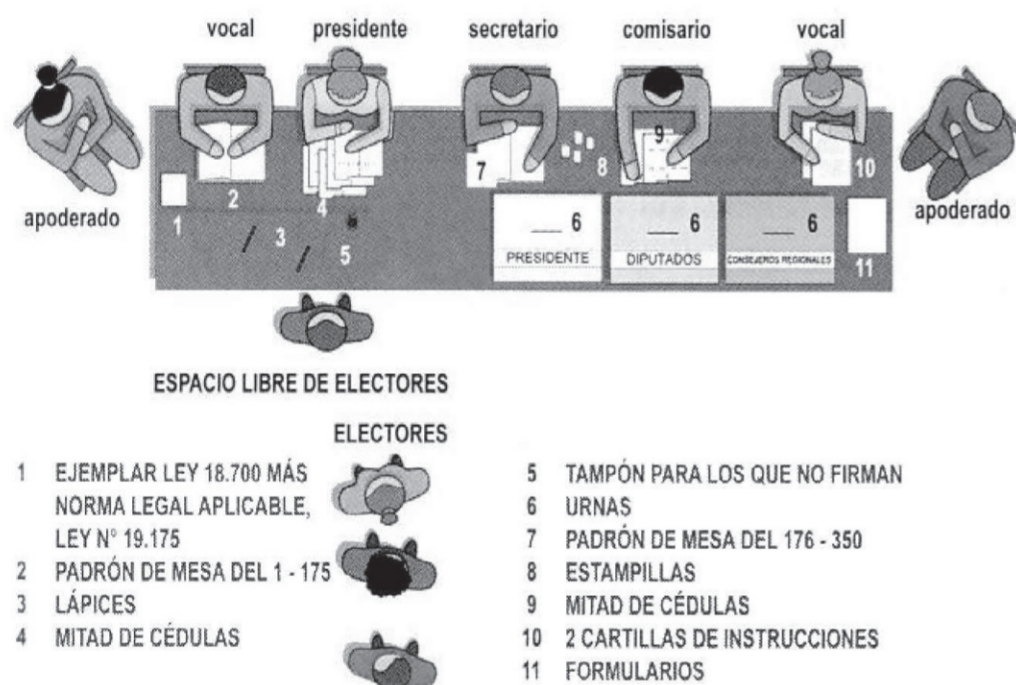 vocal presidente secretario comisario vocal
apoderado
apoderado
1
2
3
4
5
7
8
9
10
11
___ 6
PRESIDENTE
___ 6
DIPUTADOS
___ 6
CONSEJEROS REGIONALES
ESPACIO LIBRE DE ELECTORES
ELECTORES
1 EJEMPLAR LEY 18.700 MÁS
NORMA LEGAL APLICABLE,
LEY N° 19.175
2 PADRÓN DE MESA DEL 1 - 175
3 LÁPICES
4 MITAD DE CÉDULAS
5 TAMPÓN PARA LOS QUE NO FIRMAN
6 URNAS
7 PADRÓN DE MESA DEL 176 - 350
8 ESTAMPILLAS
9 MITAD DE CÉDULAS
10 2 CARTILLAS DE INSTRUCCIONES
11 FORMULARIOS